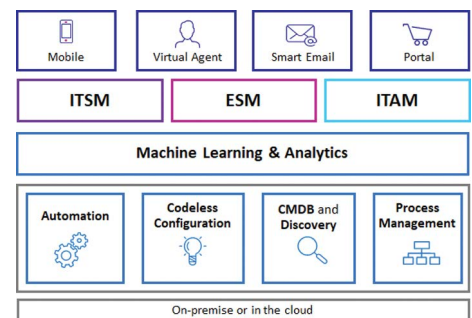 Mobile
Virtual Agent
Smart Email
Portal
ITSM
ESM
ITAM
Machine Learning & Analytics
Automation
Codeless
Configuration
CMDB and
Discovery
Process
Management
On-premise or in the cloud